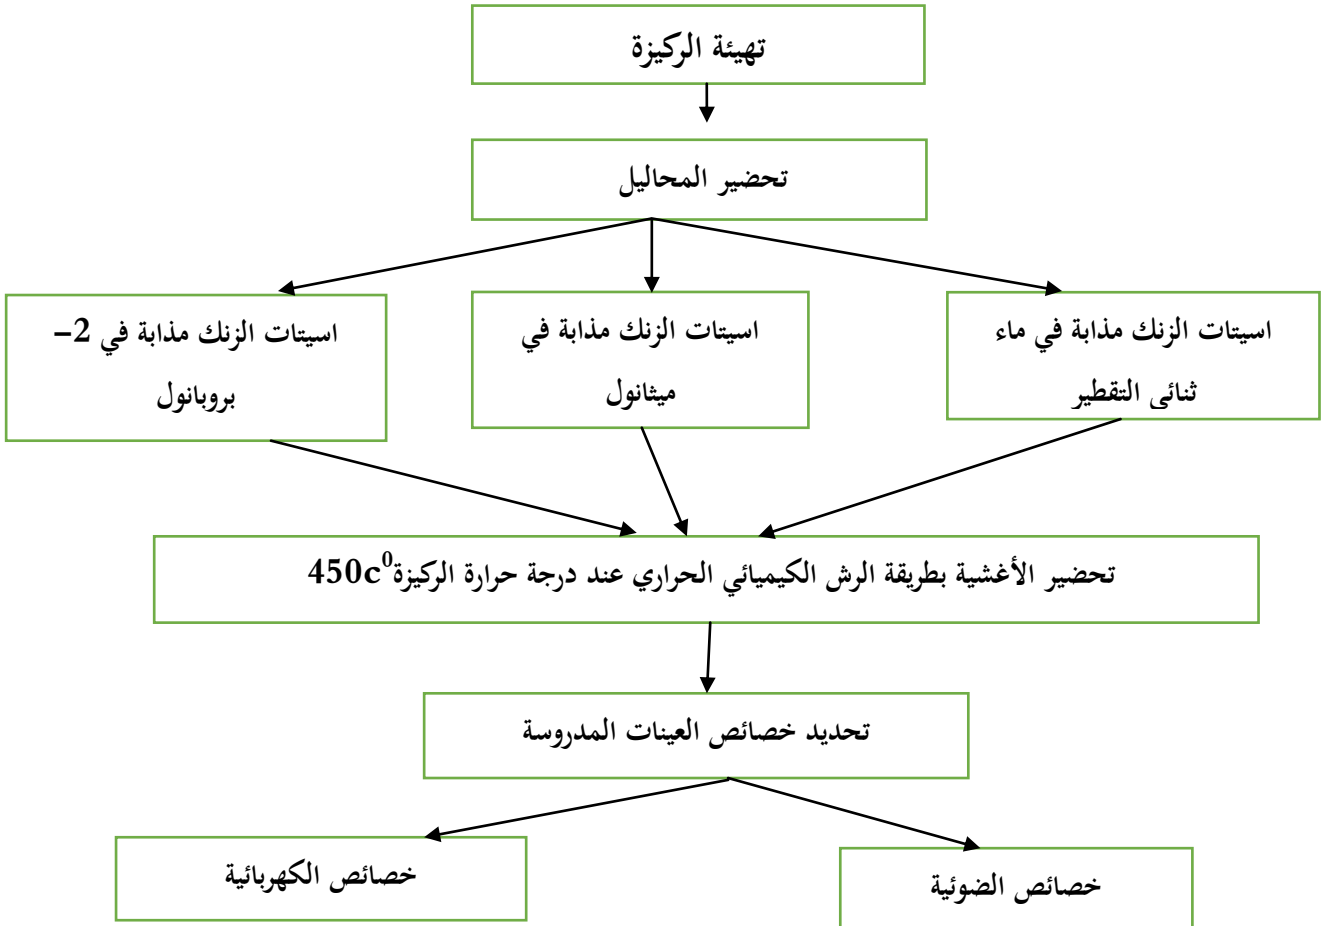 تهيئة الركيزة
تحضير المحاليل
اسيتات الزنك مذابة في ماء
ثنائي التقطير
اسيتات الزنك مذابة في
ميثانول
اسيتات الزنك مذابة في 2-
بروبانول
تحضير الأغشية بطريقة الرش الكيميائي الحراري عند درجة حرارة الركيزة 450c⁰
تحديد خصائص العينات المدروسة
خصائص الضوئية
خصائص الكهربائية